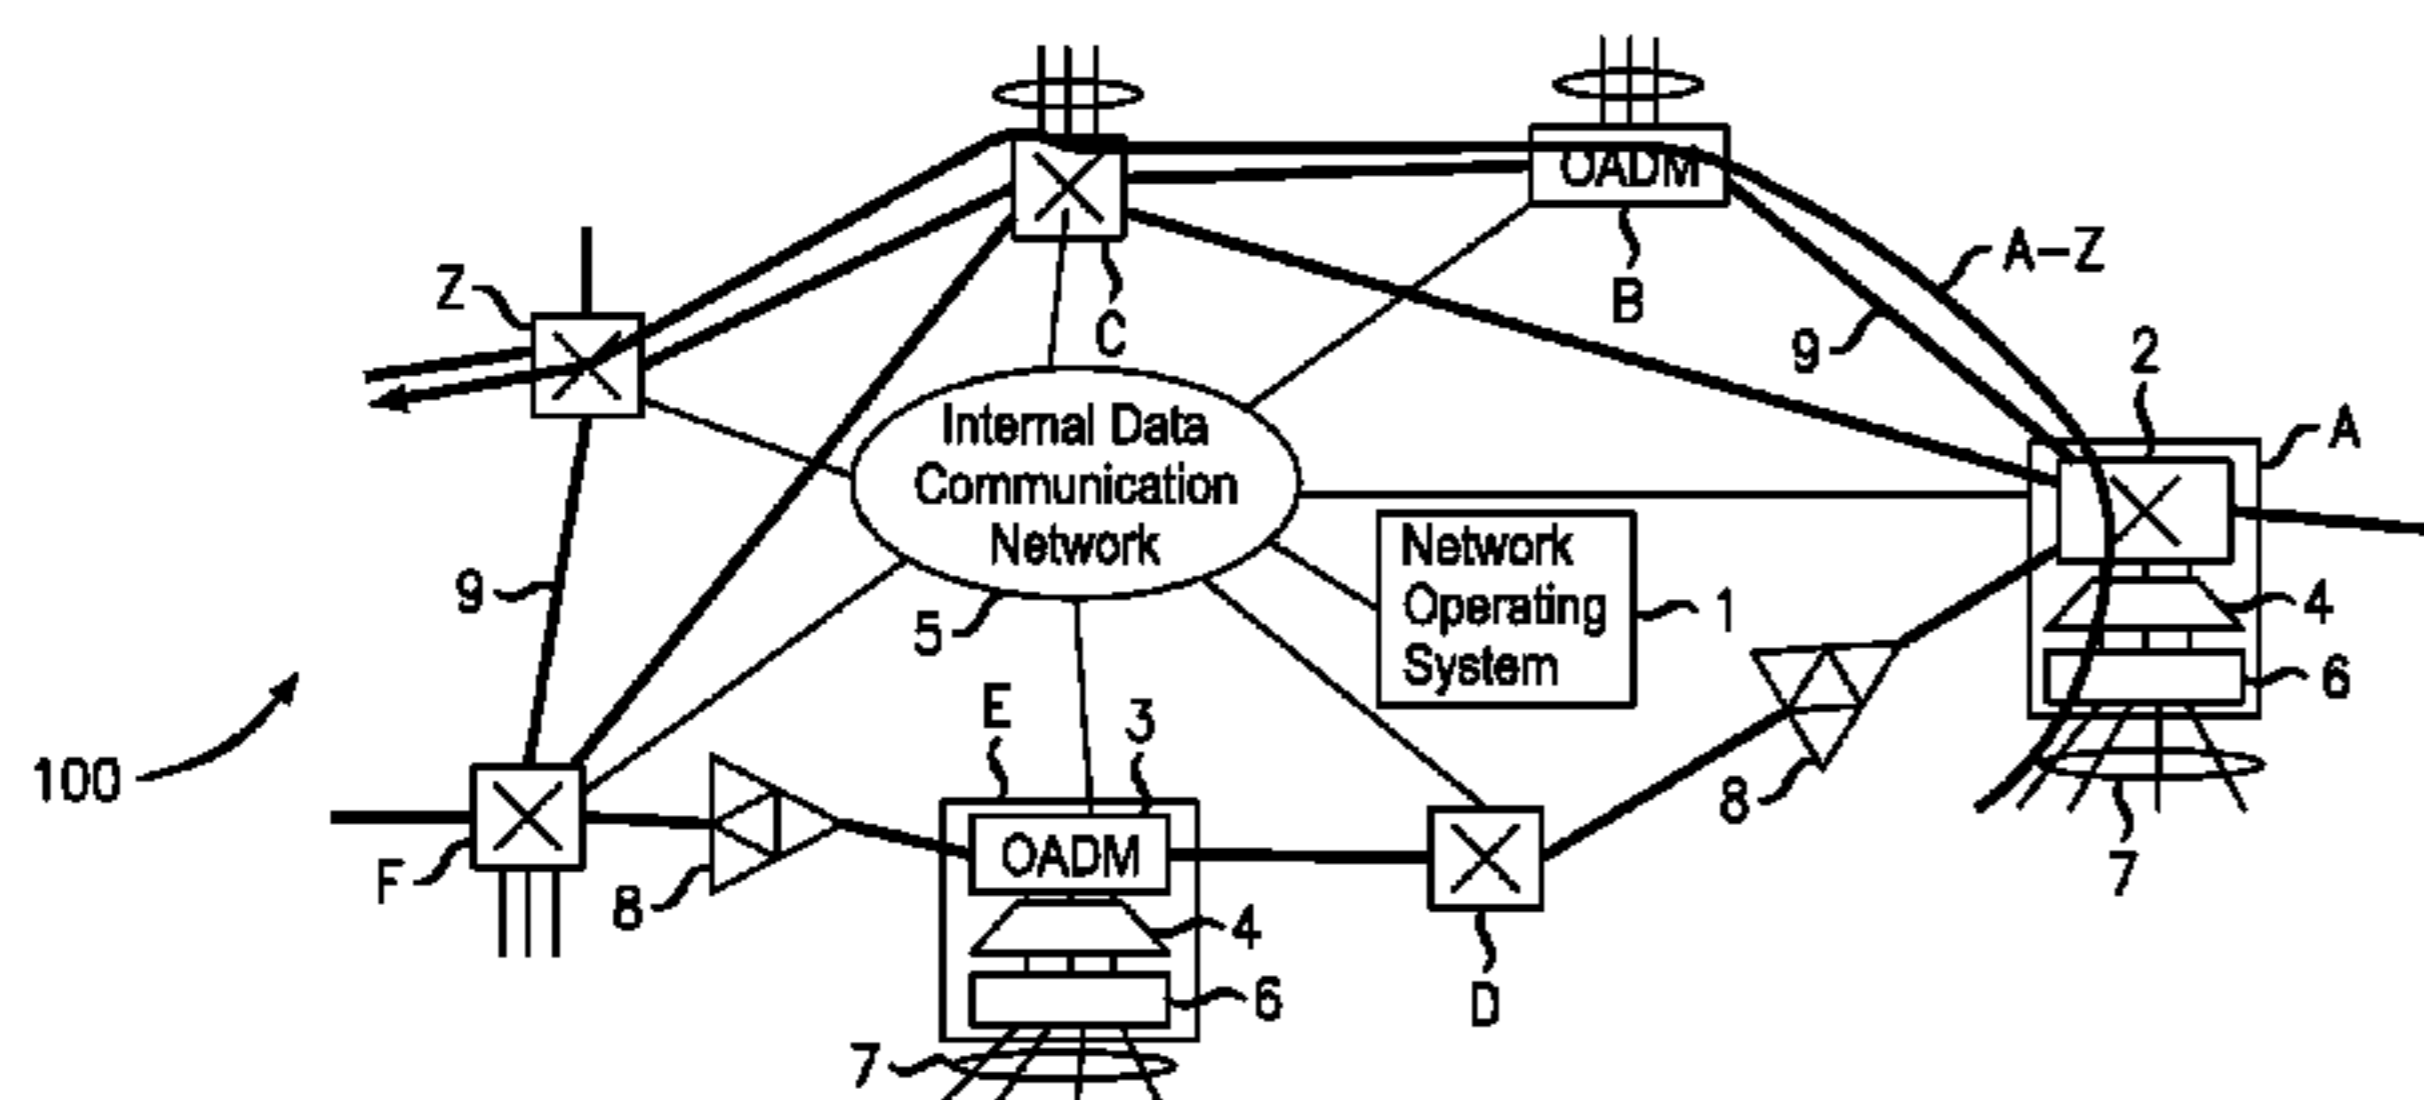 OADM
A-Z
Z
B
C
9
2
A
Internal Data
Communication
Network
Network
Operating
System
9
5
1
4
6
E
3
100
8
7
OADM
F
8
4
D
6
7